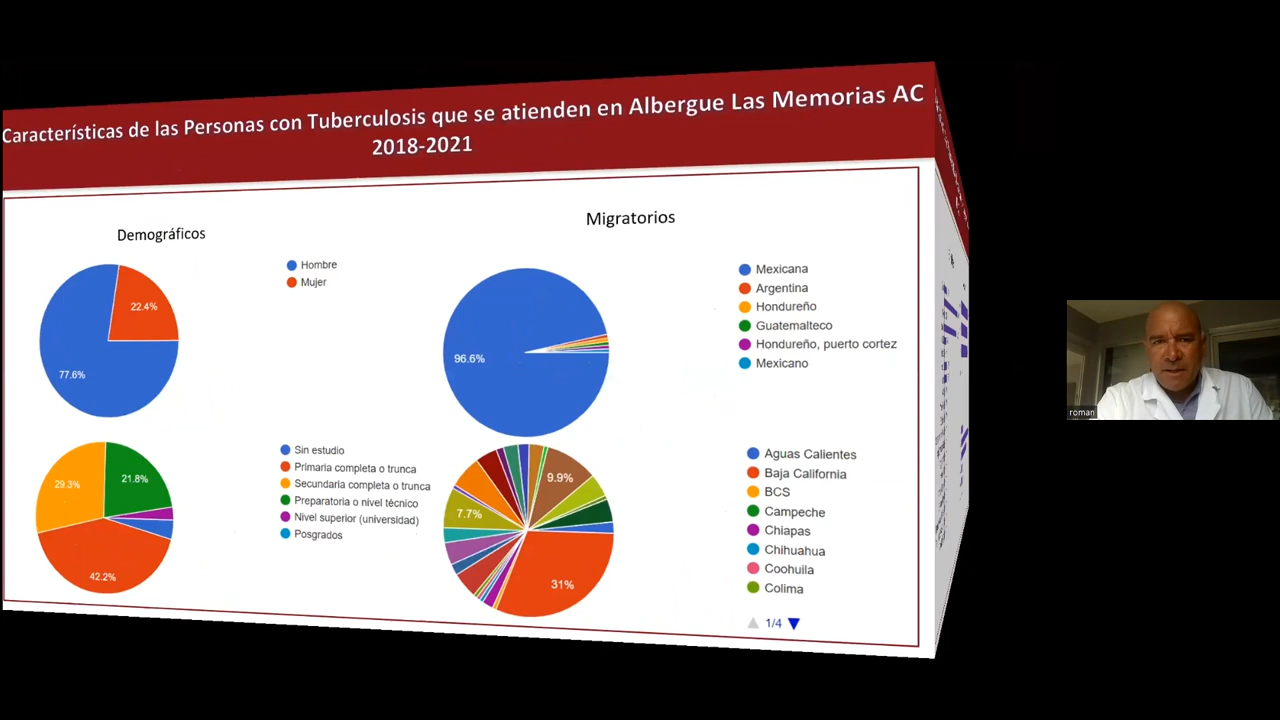 Características de las Personas con Tuberculosis que se atienden en Albergue Las Memorias AC
2018-2021
Demográficos
Migratorios
Hombre
Mujer
22.4%
77.6%
Mexicana
Argentina
Hondureño
Guatemalteco
Hondureño, puerto cortez
Mexicano
96.6%
Sin estudio
Primaria completa o trunca
Secundaria completa o trunca
Preparatoria o nivel técnico
Nivel superior (universidad)
Posgrados
29.3%
21.8%
42.2%
9.9%
7.7%
31%
Aguas Calientes
Baja California
BCS
Campeche
Chiapas
Chihuahua
Coohuila
Colima
1/4
roman